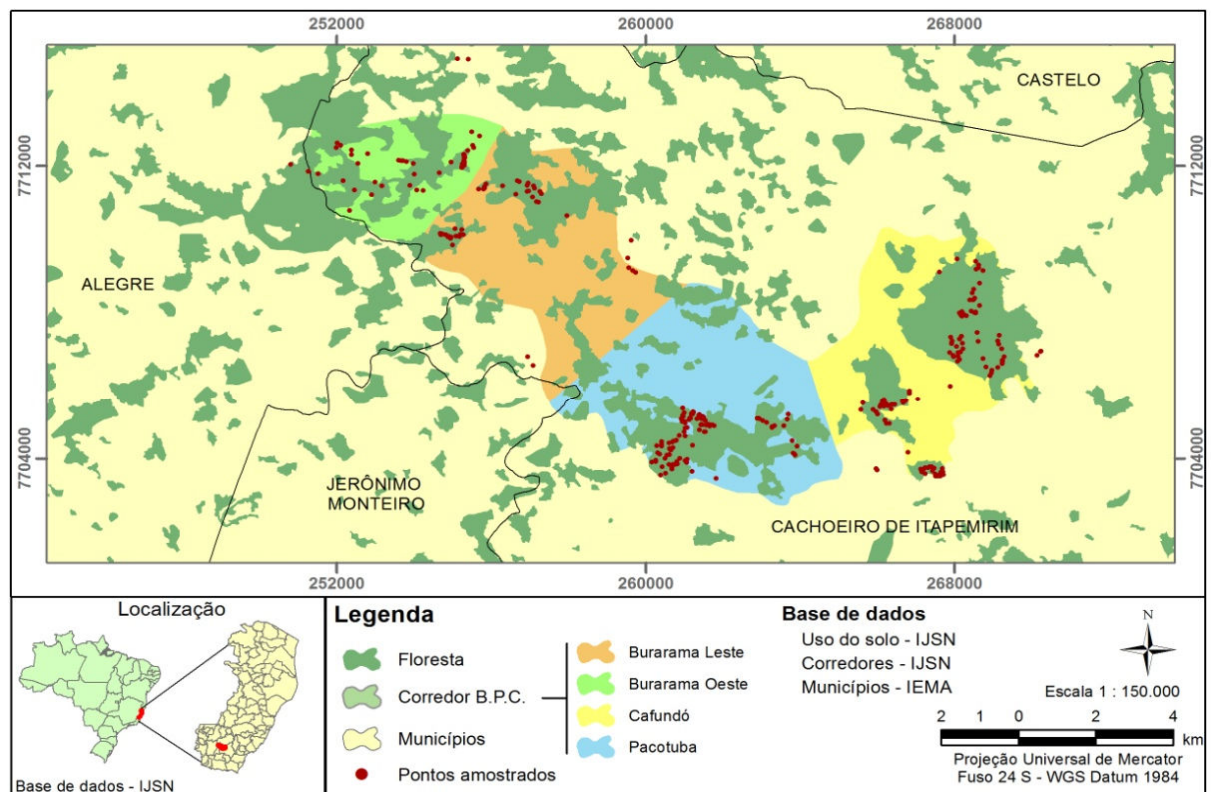 252000 260000 268000
CASTELO
7712000 7712000
ALEGRE
7704000 7704000
JERÔNIMO
MONTEIRO
CACHOEIRO DE ITAPEMIRIM
252000 260000 268000
Localização
Base de dados - IJSN
Legenda
Floresta
Corredor B.P.C.
Municípios
Pontos amostrados
Burarama Leste
Burarama Oeste
Cafundó
Pacotuba
Base de dados
Uso do solo - IJSN
Corredores - IJSN
Municípios - IEMA
N
Escala 1 : 150.000
2 1 0 2 4
km
Projeção Universal de Mercator
Fuso 24 S - WGS Datum 1984